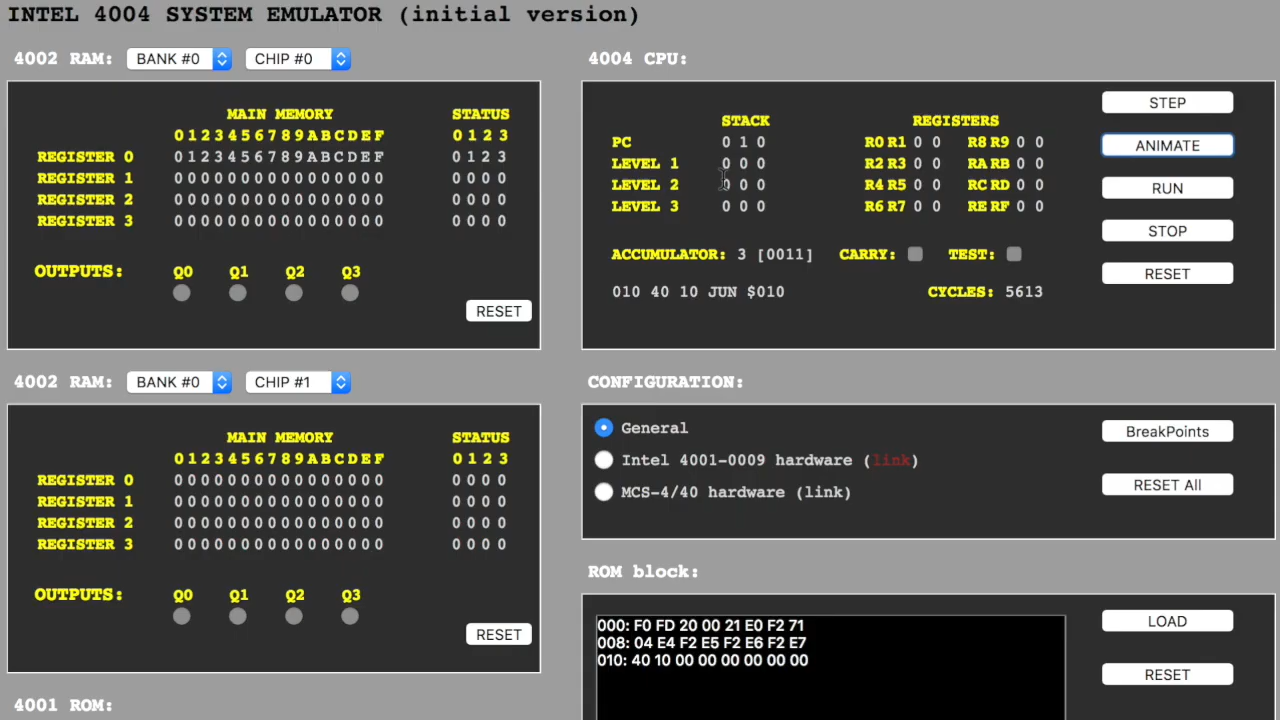 INTEL 4004 SYSTEM EMULATOR (initial version)
4002 RAM: BANK #0 CHIP #0
MAIN MEMORY STATUS
0 1 2 3 4 5 6 7 8 9 A B C D E F 0 1 2 3
REGISTER 0 0 1 2 3 4 5 6 7 8 9 A B C D E F 0 1 2 3
REGISTER 1 0 0 0 0 0 0 0 0 0 0 0 0 0 0 0 0 0 0 0 0
REGISTER 2 0 0 0 0 0 0 0 0 0 0 0 0 0 0 0 0 0 0 0 0
REGISTER 3 0 0 0 0 0 0 0 0 0 0 0 0 0 0 0 0 0 0 0 0
OUTPUTS: Q0 Q1 Q2 Q3
RESET
4002 RAM: BANK #0 CHIP #1
MAIN MEMORY STATUS
0 1 2 3 4 5 6 7 8 9 A B C D E F 0 1 2 3
REGISTER 0 0 0 0 0 0 0 0 0 0 0 0 0 0 0 0 0 0 0 0 0
REGISTER 1 0 0 0 0 0 0 0 0 0 0 0 0 0 0 0 0 0 0 0 0
REGISTER 2 0 0 0 0 0 0 0 0 0 0 0 0 0 0 0 0 0 0 0 0
REGISTER 3 0 0 0 0 0 0 0 0 0 0 0 0 0 0 0 0 0 0 0 0
OUTPUTS: Q0 Q1 Q2 Q3
RESET
4001 ROM:
4004 CPU:
STACK REGISTERS
PC 0 1 0 R0 R1 0 0 R8 R9 0 0
LEVEL 1 0 0 0 R2 R3 0 0 RA RB 0 0
LEVEL 2 0 0 0 R4 R5 0 0 RC RD 0 0
LEVEL 3 0 0 0 R6 R7 0 0 RE RF 0 0
ACCUMULATOR: 3 [0011] CARRY: TEST:
010 40 10 JUN $010 CYCLES: 5613
STEP
ANIMATE
RUN
STOP
RESET
CONFIGURATION:
General
Intel 4001-0009 hardware (link)
MCS-4/40 hardware (link)
BreakPoints
RESET All
ROM block:
000: F0 FD 20 00 21 E0 F2 71
008: 04 E4 F2 E5 F2 E6 F2 E7
010: 40 10 00 00 00 00 00 00
LOAD
RESET